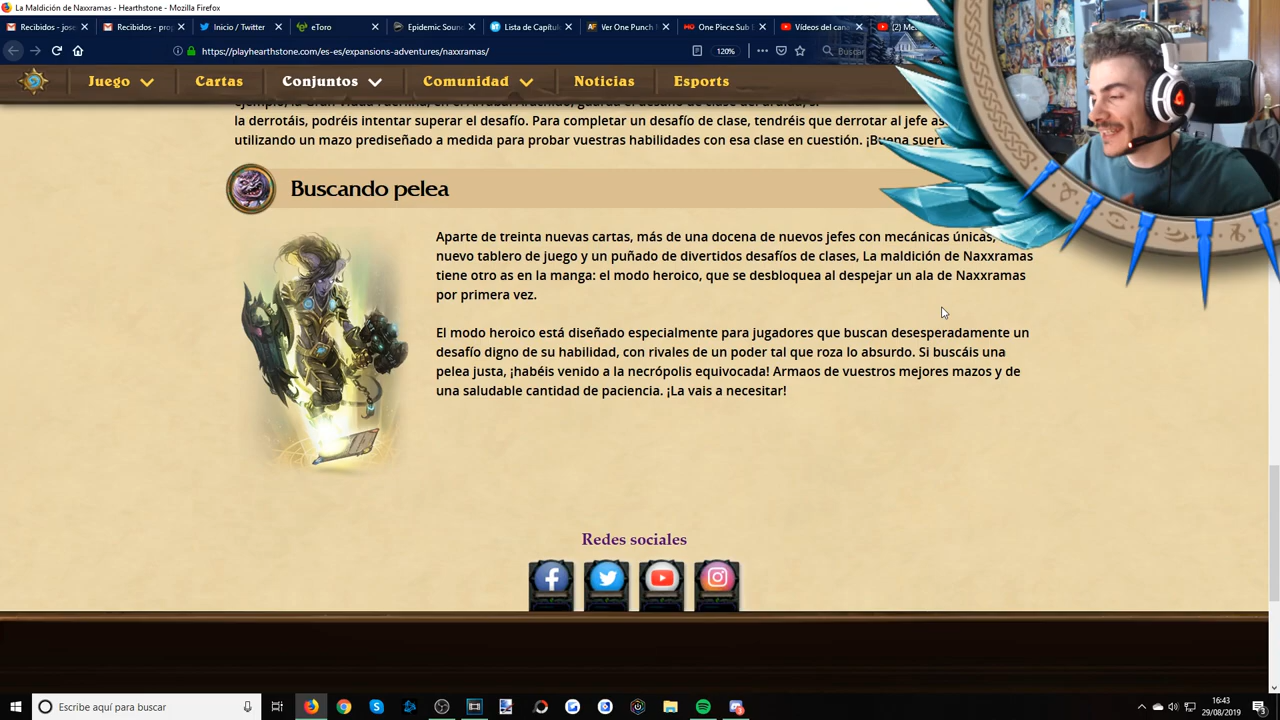 La Maldición de Naxxramas - Hearthstone - Mozilla Firefox
Recibidos - jos
Recibidos - pro
Inicio / Twitter
eToro
Epidemic Soun
Lista de Capítul
Ver One Punch
One Piece Sub
Vídeos del cana
(2) Me
https://playhearthstone.com/es-es/expansions-adventures/naxxramas/
120%
Buscar
Juego
Cartas
Conjuntos
Comunidad
Noticias
Esports
la derrotáis, podréis intentar superar el desafío. Para completar un desafío de clase, tendréis que derrotar al jefe
utilizando un mazo prediseñado a medida para probar vuestras habilidades con esa clase en cuestión. ¡Buena
Buscando pelea
Aparte de treinta nuevas cartas, más de una docena de nuevos jefes con mecánicas únicas,
nuevo tablero de juego y un puñado de divertidos desafíos de clases, La maldición de Naxxramas
tiene otro as en la manga: el modo heroico, que se desbloquea al despejar un ala de Naxxramas
por primera vez.
El modo heroico está diseñado especialmente para jugadores que buscan desesperadamente un
desafío digno de su habilidad, con rivales de un poder tal que roza lo absurdo. Si buscáis una
pelea justa, ¡habéis venido a la necrópolis equivocada! Armaos de vuestros mejores mazos y de
una saludable cantidad de paciencia. ¡La vais a necesitar!
Redes sociales
Escribe aquí para buscar
16:43
29/08/2019